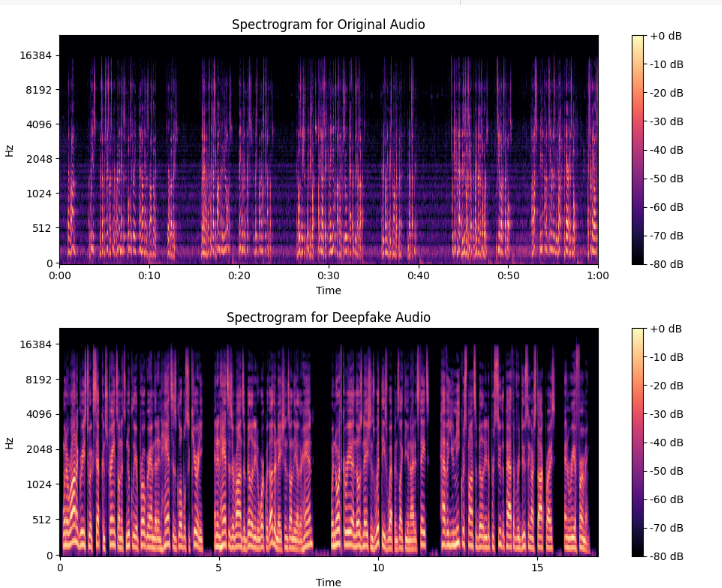 Spectrogram for Original Audio
16384
8192
4096
2048
1024
512
0
Hz
0:00 0:10 0:20 0:30 0:40 0:50 1:00
Time
+0 dB
-10 dB
-20 dB
-30 dB
-40 dB
-50 dB
-60 dB
-70 dB
-80 dB
Spectrogram for Deepfake Audio
16384
8192
4096
2048
1024
512
0
Hz
0 5 10 15
Time
+0 dB
-10 dB
-20 dB
-30 dB
-40 dB
-50 dB
-60 dB
-70 dB
-80 dB